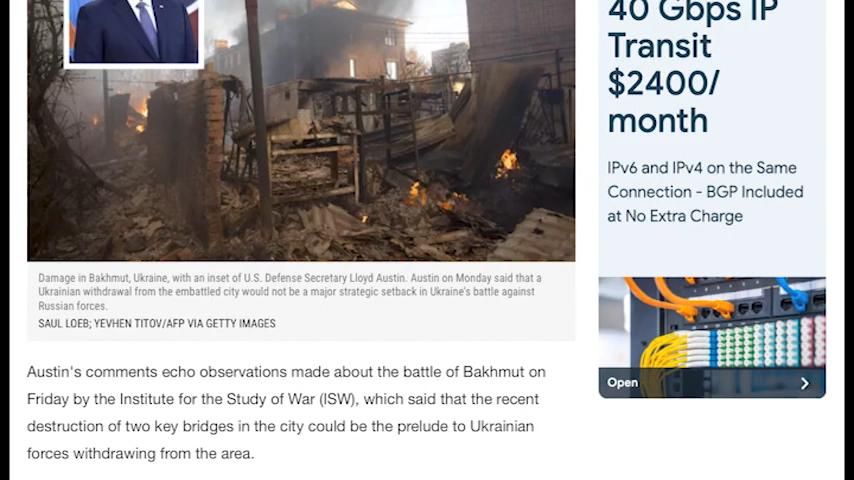 Damage in Bakhmut, Ukraine, with an inset of U.S. Defense Secretary Lloyd Austin. Austin on Monday said that a
Ukrainian withdrawal from the embattled city would not be a major strategic setback in Ukraine's battle against
Russian forces.
SAUL LOEB; YEVHEN TITOV/AFP VIA GETTY IMAGES
Austin's comments echo observations made about the battle of Bakhmut on
Friday by the Institute for the Study of War (ISW), which said that the recent
destruction of two key bridges in the city could be the prelude to Ukrainian
forces withdrawing from the area.
40 Gbps IP
Transit
$2400/
month
IPv6 and IPv4 on the Same
Connection - BGP Included
at No Extra Charge
Open